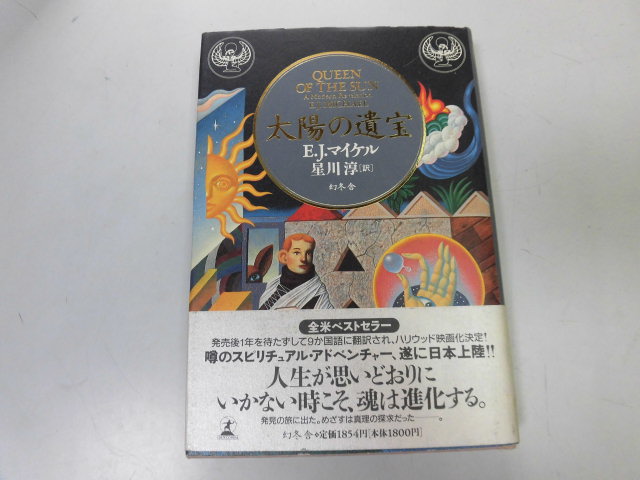 QUEEN
OF THE SUN
A Modern Revelation
E.J.MICHAEL
太陽の遺宝
E.J.マイケル
星川 淳[訳]
幻冬舎
全米ベストセラー
発売後1年を待たずして9か国語に翻訳され、ハリウッド映画化決定!
噂のスピリチュアル・アドベンチャー、遂に日本上陸!!
人生が思いどおりに
いかない時こそ、魂は進化する。
発見の旅に出た。めざすは真理の探求だった――。
幻冬舎●定価1854円[本体1800円]